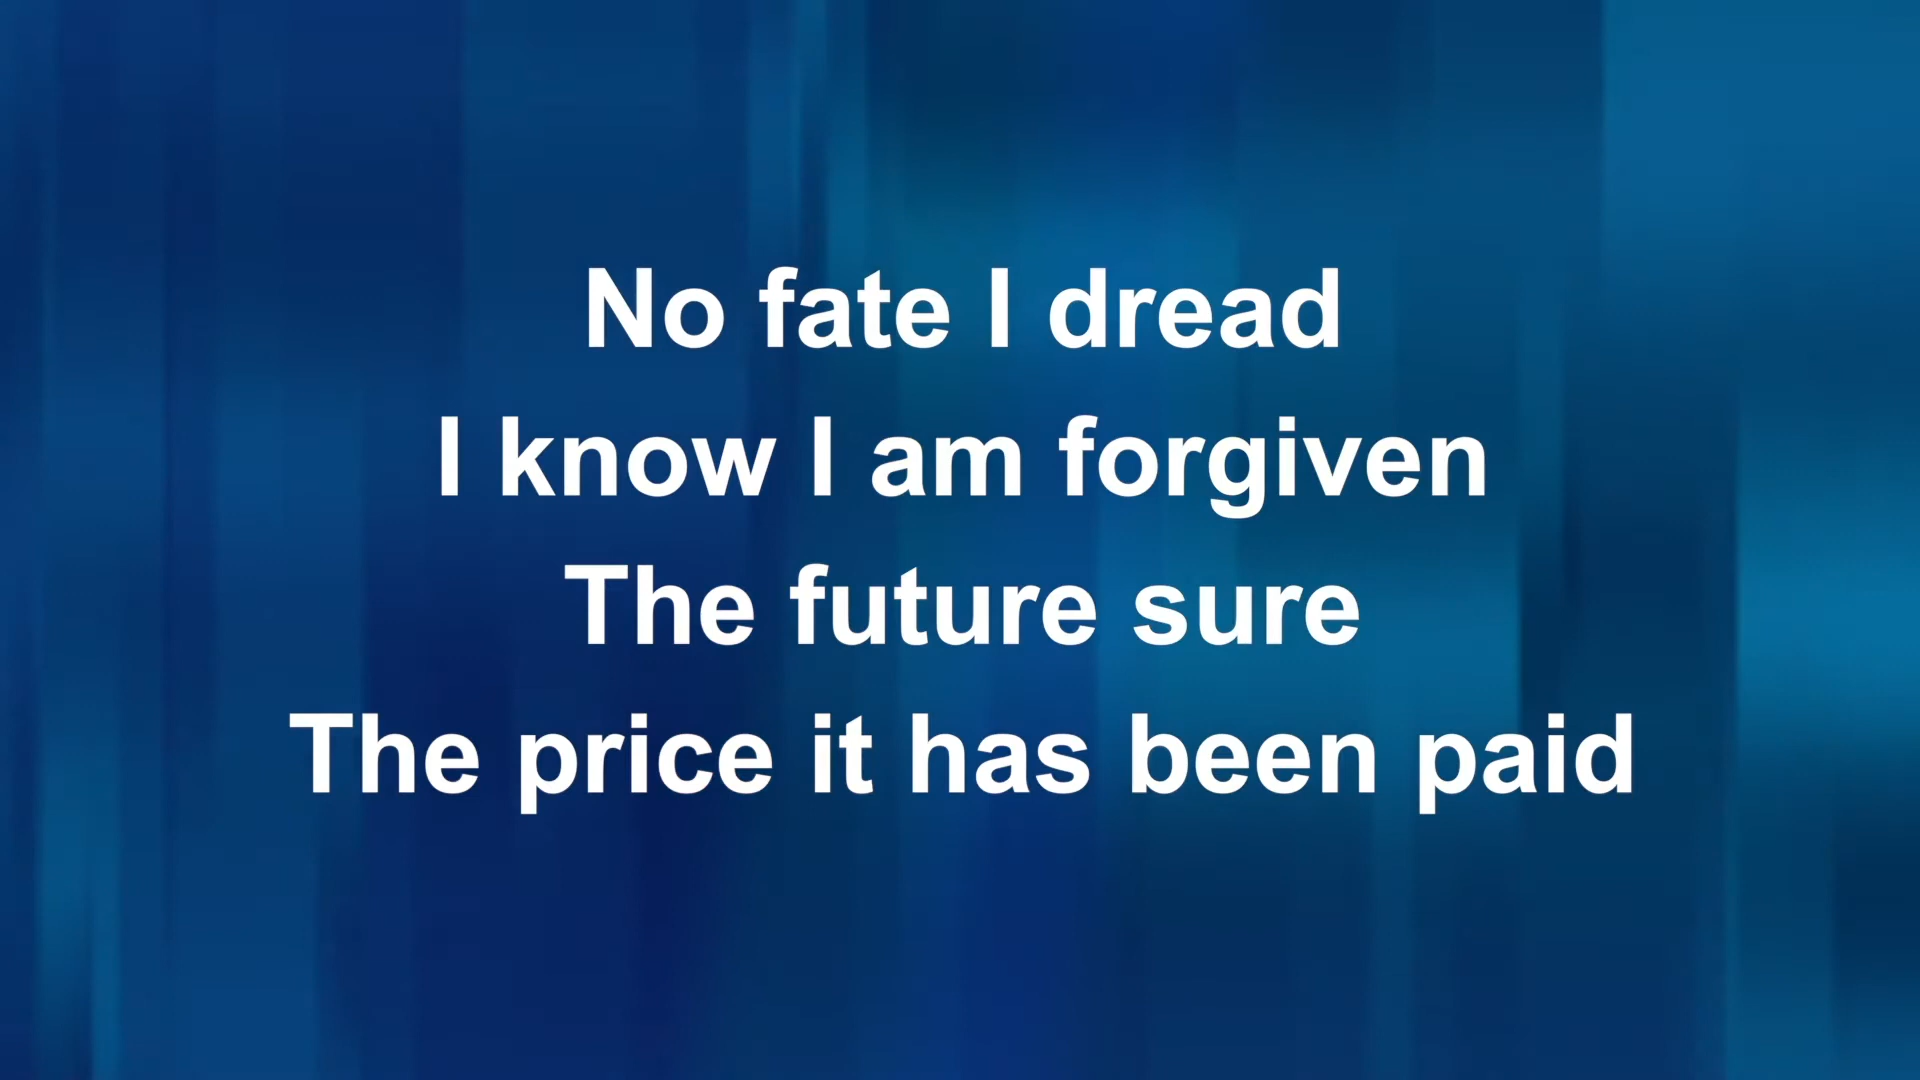 No fate I dread
I know I am forgiven
The future sure
The price it has been paid